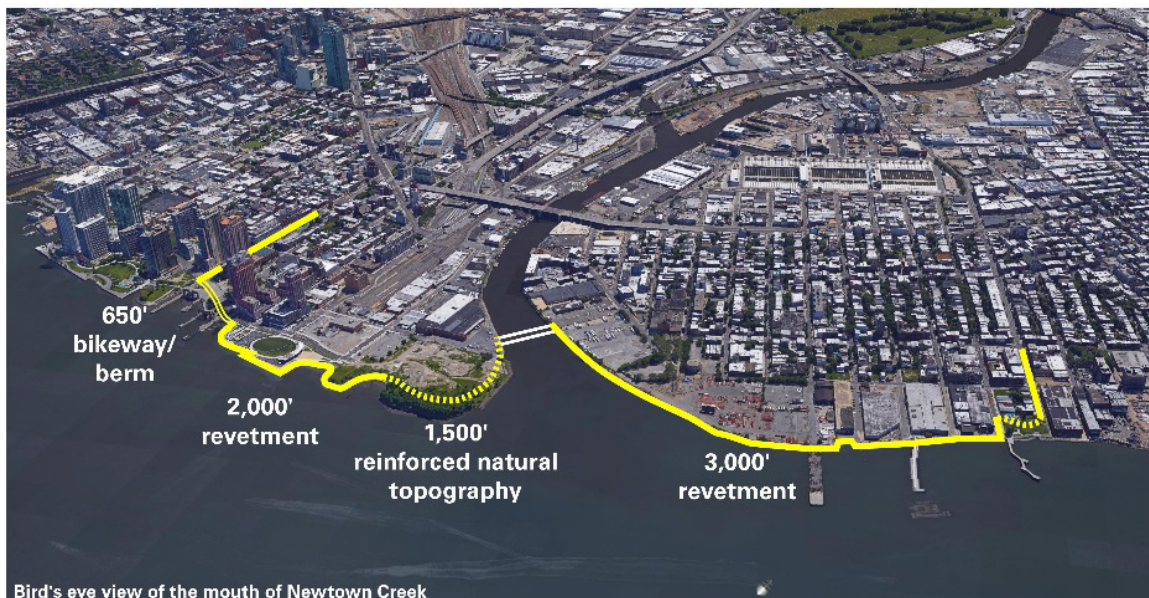 650'
bikeway/
berm
2,000'
revetment
1,500'
reinforced natural
topography
3,000'
revetment
Bird's eye view of the mouth of Newtown Creek